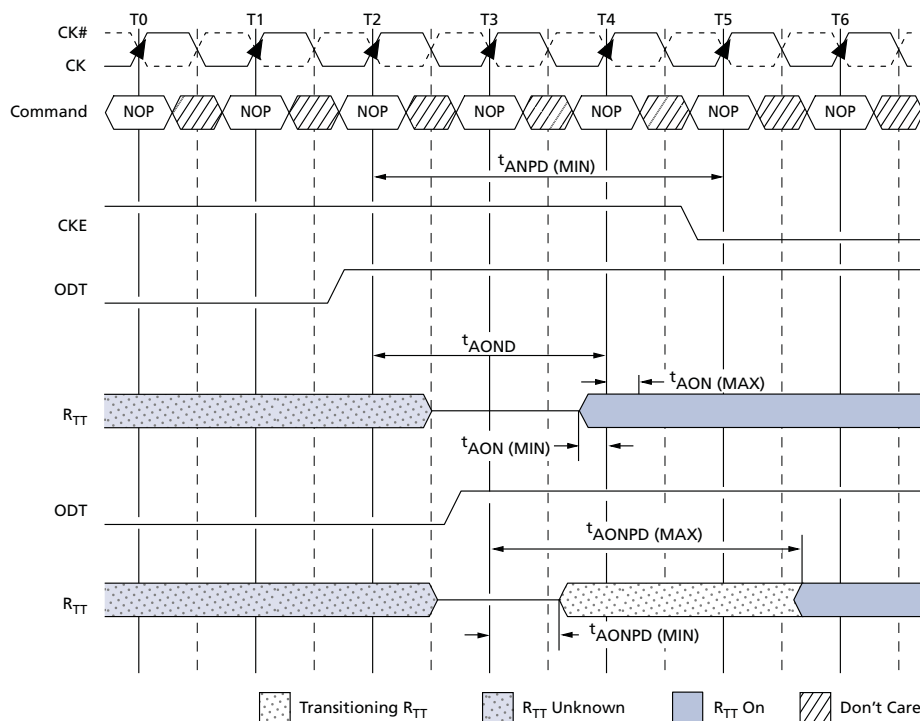 T0 T1 T2 T3 T4 T5 T6
CK#
CK
Command NOP NOP NOP NOP NOP NOP NOP
tANPD (MIN)
CKE
ODT
tAOND
tAON (MAX)
RTT
tAON (MIN)
ODT
tAONPD (MAX)
RTT
tAONPD (MIN)
Transitioning RTT RTT Unknown RTT On Don't Care